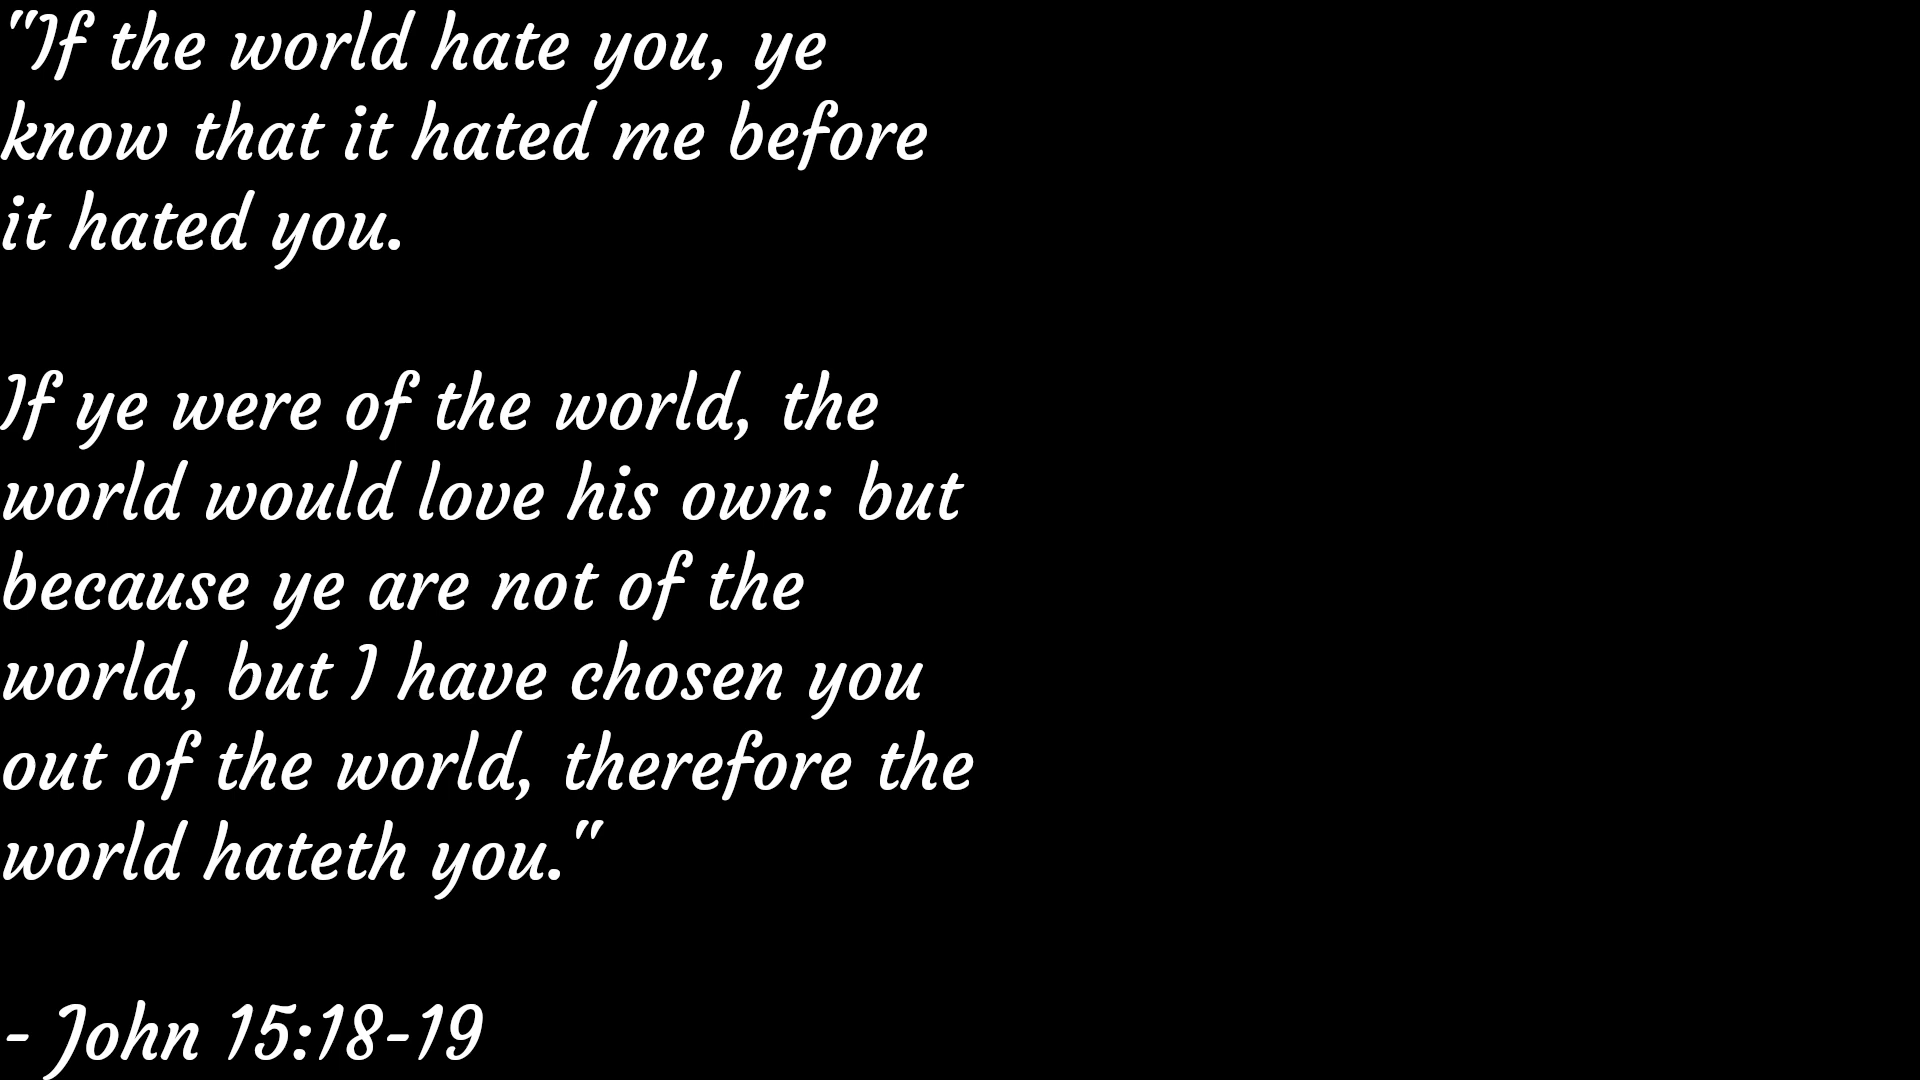 "If the world hate you, ye
know that it hated me before
it hated you.
If ye were of the world, the
world would love his own: but
because ye are not of the
world, but I have chosen you
out of the world, therefore the
world hateth you."
- John 15:18-19